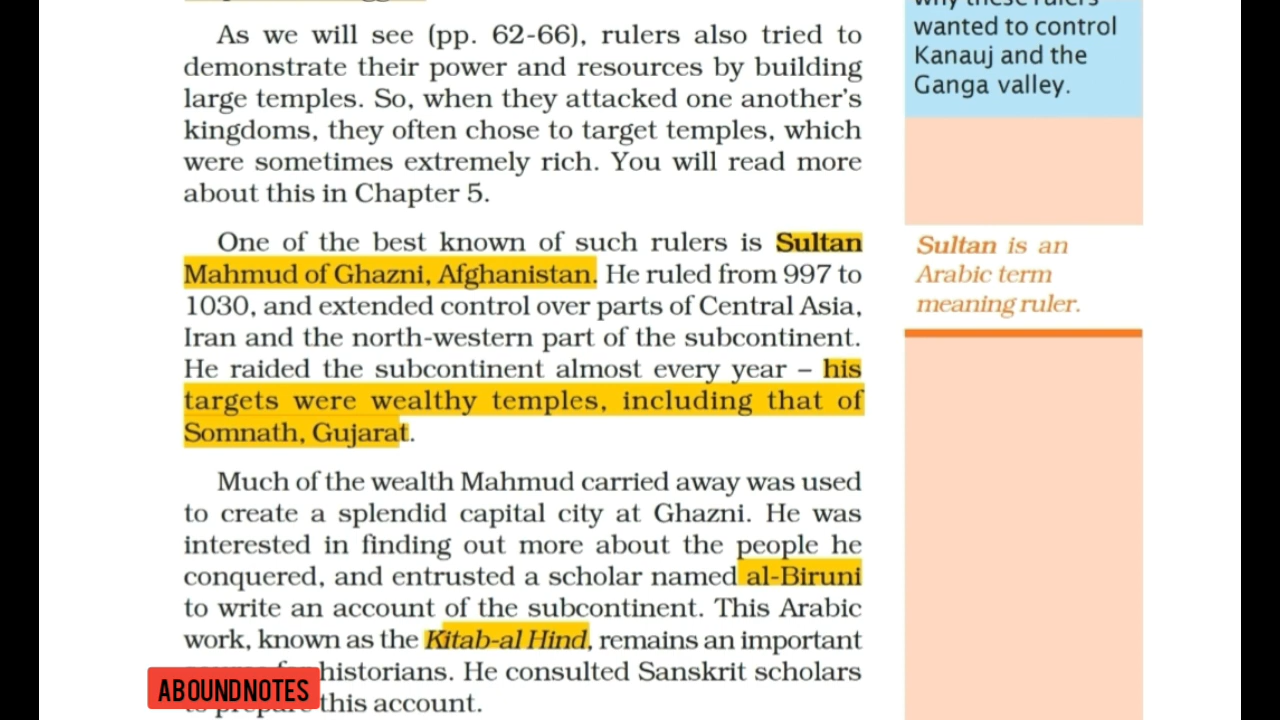 wanted to control
Kanauj and the
Ganga valley.
As we will see (pp. 62-66), rulers also tried to
demonstrate their power and resources by building
large temples. So, when they attacked one another's
kingdoms, they often chose to target temples, which
were sometimes extremely rich. You will read more
about this in Chapter 5.
One of the best known of such rulers is Sultan
Mahmud of Ghazni, Afghanistan. He ruled from 997 to
1030, and extended control over parts of Central Asia,
Iran and the north-western part of the subcontinent.
He raided the subcontinent almost every year – his
targets were wealthy temples, including that of
Somnath, Gujarat.
Sultan is an
Arabic term
meaning ruler.
Much of the wealth Mahmud carried away was used
to create a splendid capital city at Ghazni. He was
interested in finding out more about the people he
conquered, and entrusted a scholar named al-Biruni
to write an account of the subcontinent. This Arabic
work, known as the Kitab-al Hind, remains an important
historians. He consulted Sanskrit scholars
this account.
ABOUNDNOTES